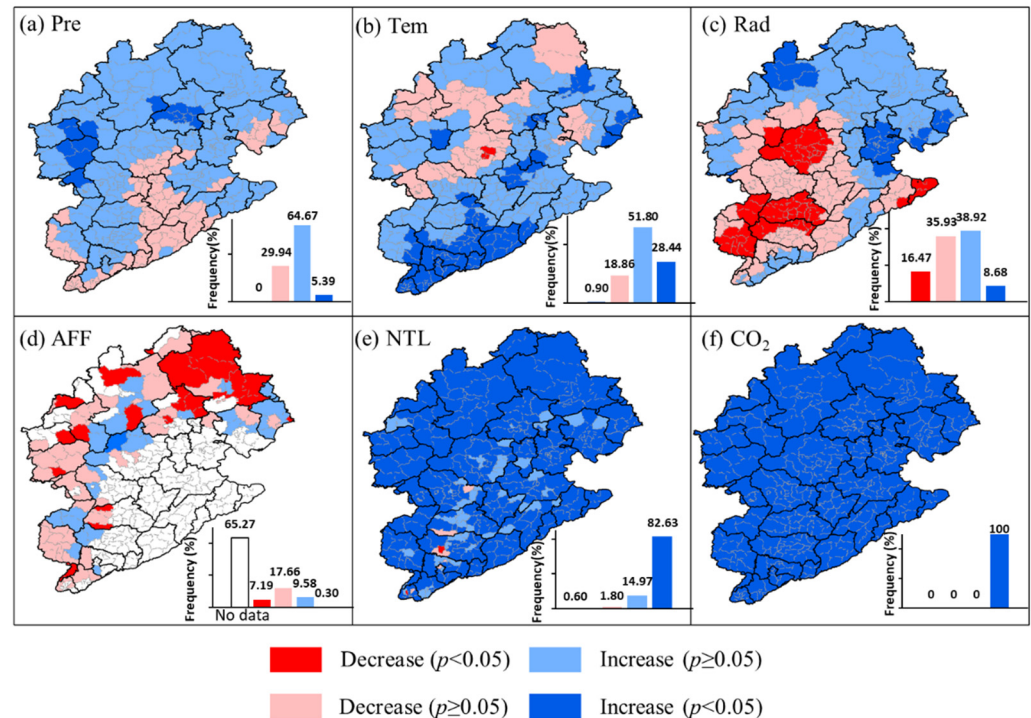 (a) Pre
Frequency(%)
0
29.94
64.67
5.39
(b) Tem
Frequency(%)
0.90
18.86
51.80
28.44
(c) Rad
Frequency(%)
16.47
35.93
38.92
8.68
(d) AFF
Frequency(%)
65.27
7.19
17.66
9.58
0.30
No data
(e) NTL
Frequency(%)
0.60
1.80
14.97
82.63
(f) CO₂
Frequency(%)
0
0
0
100
Decrease (p<0.05)
Increase (p≥0.05)
Decrease (p≥0.05)
Increase (p<0.05)